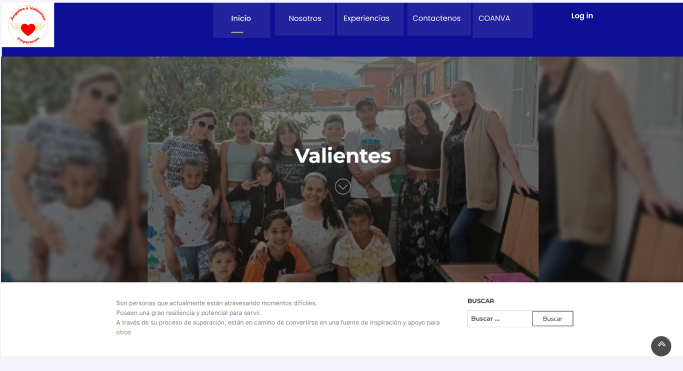 Inicio
Nosotros
Experiencias
Contactenos
COANVA
Log in
Valientes
Son personas que actualmente están atravesando momentos difíciles.
Poseen una gran resiliencia y potencial para servir.
A través de su proceso de superación, están en camino de convertirse en una fuente de inspiración y apoyo para
otros
BUSCAR
Buscar ...
Buscar